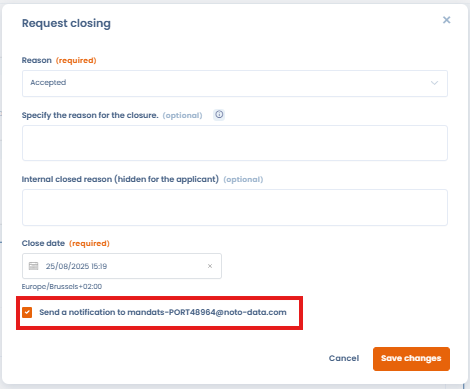 Request closing
Reason (required)
Accepted
Specify the reason for the closure. (optional)
Internal closed reason (hidden for the applicant) (optional)
Close date (required)
25/08/2025 15:19
Europe/Brussels+02:00
Send a notification to mandats-PORT48964@noto-data.com
Cancel
Save changes